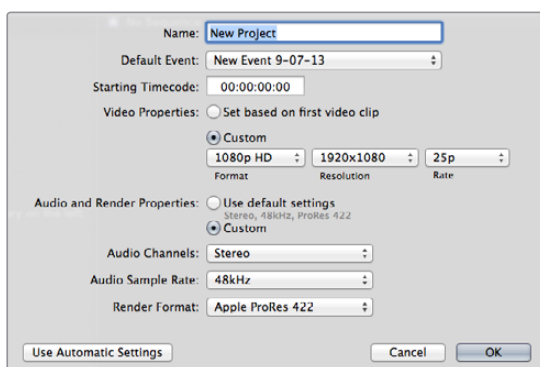 Name: New Project
Default Event: New Event 9-07-13
Starting Timecode: 00:00:00:00
Video Properties: Set based on first video clip
Custom
1080p HD 1920x1080 25p
Format Resolution Rate
Audio and Render Properties: Use default settings
Stereo, 48kHz, ProRes 422
Custom
Audio Channels: Stereo
Audio Sample Rate: 48kHz
Render Format: Apple ProRes 422
Use Automatic Settings Cancel OK